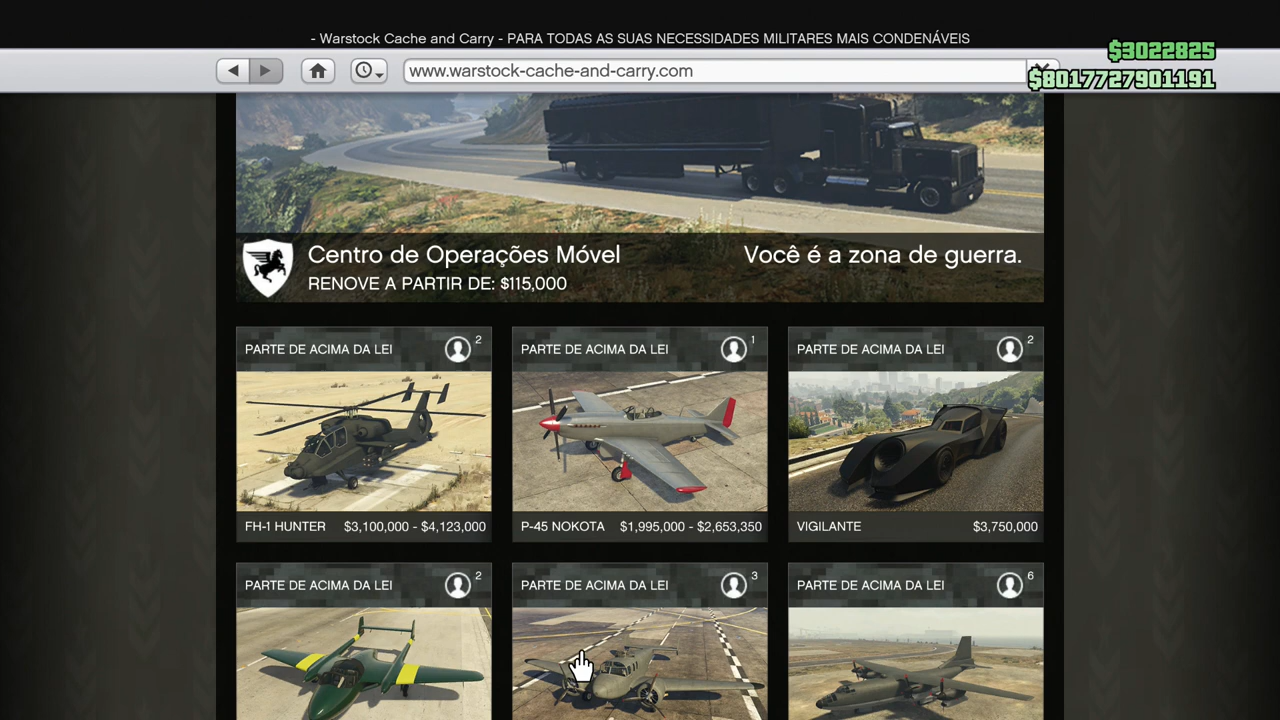 - Warstock Cache and Carry - PARA TODAS AS SUAS NECESSIDADES MILITARES MAIS CONDENÁVEIS
$3022825
www.warstock-cache-and-carry.com
$8017727901191
Centro de Operações Móvel
Você é a zona de guerra.
RENOVE A PARTIR DE: $115,000
PARTE DE ACIMA DA LEI 2
PARTE DE ACIMA DA LEI 1
PARTE DE ACIMA DA LEI 2
FH-1 HUNTER $3,100,000 - $4,123,000
P-45 NOKOTA $1,995,000 - $2,653,350
VIGILANTE $3,750,000
PARTE DE ACIMA DA LEI 2
PARTE DE ACIMA DA LEI 3
PARTE DE ACIMA DA LEI 6